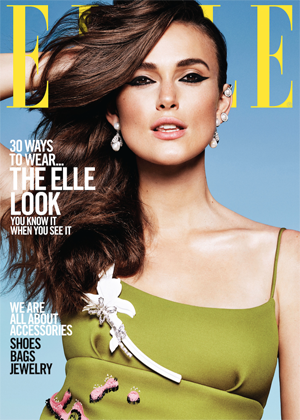 ELLE
30 WAYS
TO WEAR...
THE ELLE
LOOK
YOU KNOW IT
WHEN YOU SEE IT
WE ARE
ALL ABOUT
ACCESSORIES
SHOES
BAGS
JEWELRY